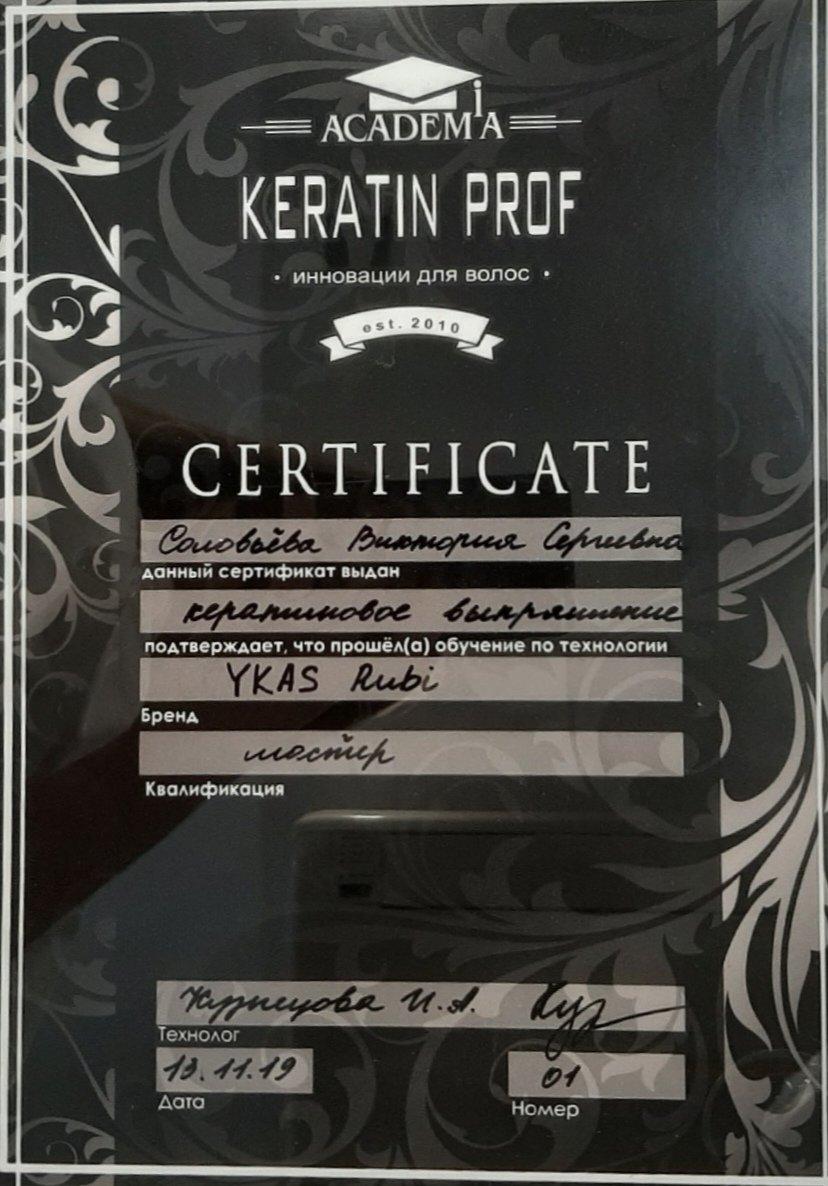 ACADEMiA
KERATIN PROF
• инновации для волос •
est. 2010
CERTIFICATE
Соловьёва Виктория Сергеевна
данный сертификат выдан
кератиновое выпрямление
подтверждает, что прошёл(а) обучение по технологии
YKAS Rubi
Бренд
мастер
Квалификация
Кузнецова И.А.
Технолог
13.11.19 01
Дата Номер